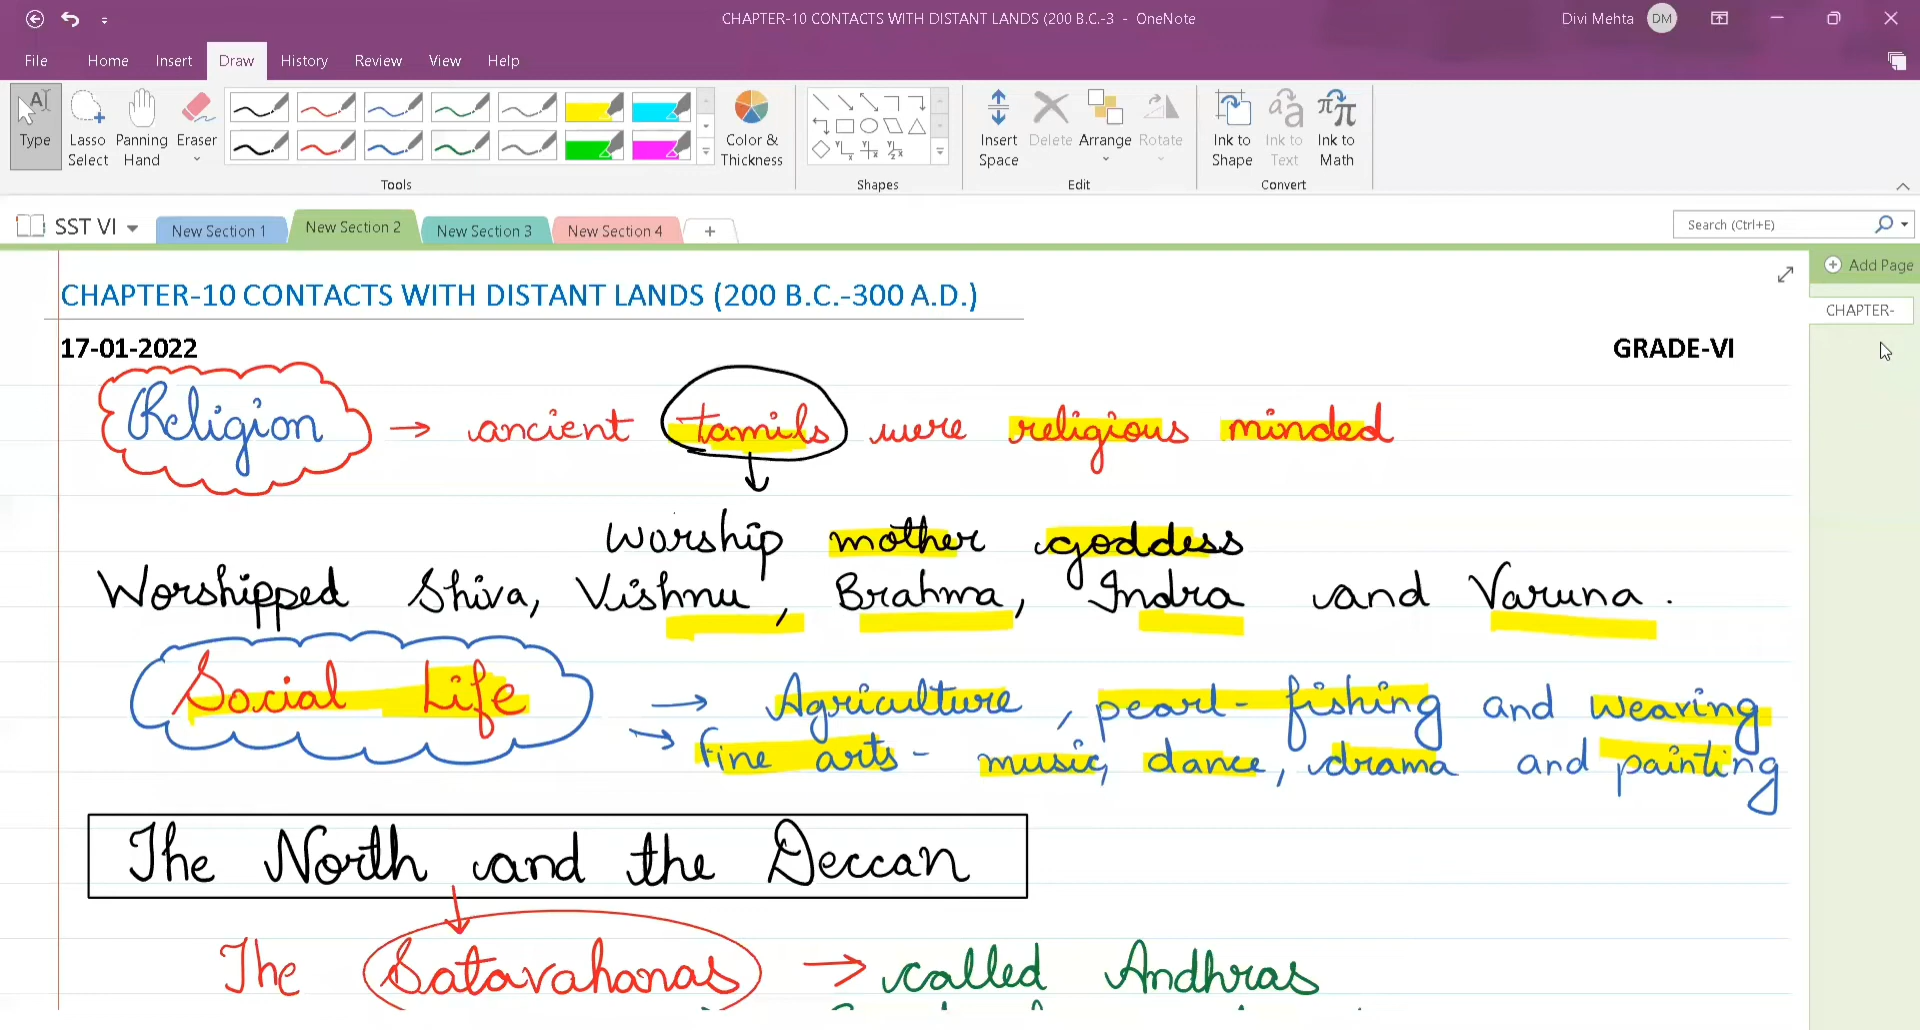 CHAPTER-10 CONTACTS WITH DISTANT LANDS (200 B.C.-3 - OneNote
Divi Mehta DM
File Home Insert Draw History Review View Help
Type
Lasso Select
Panning Hand
Eraser
Color & Thickness
Insert Space
Delete
Arrange
Rotate
Ink to Shape
Ink to Text
Ink to Math
Tools Shapes Edit Convert
SST VI New Section 1 New Section 2 New Section 3 New Section 4 +
Search (Ctrl+E)
Add Page
CHAPTER-
CHAPTER-10 CONTACTS WITH DISTANT LANDS (200 B.C.-300 A.D.)
17-01-2022 GRADE-VI
Religion → ancient tamils were religious minded
worship mother goddess
Worshipped Shiva, Vishnu, Brahma, Indra and Varuna.
Social Life → Agriculture, pearl-fishing and weaving
→ fine arts - music, dance, drama and painting
The North and the Deccan
The Satavahanas → called Andhras